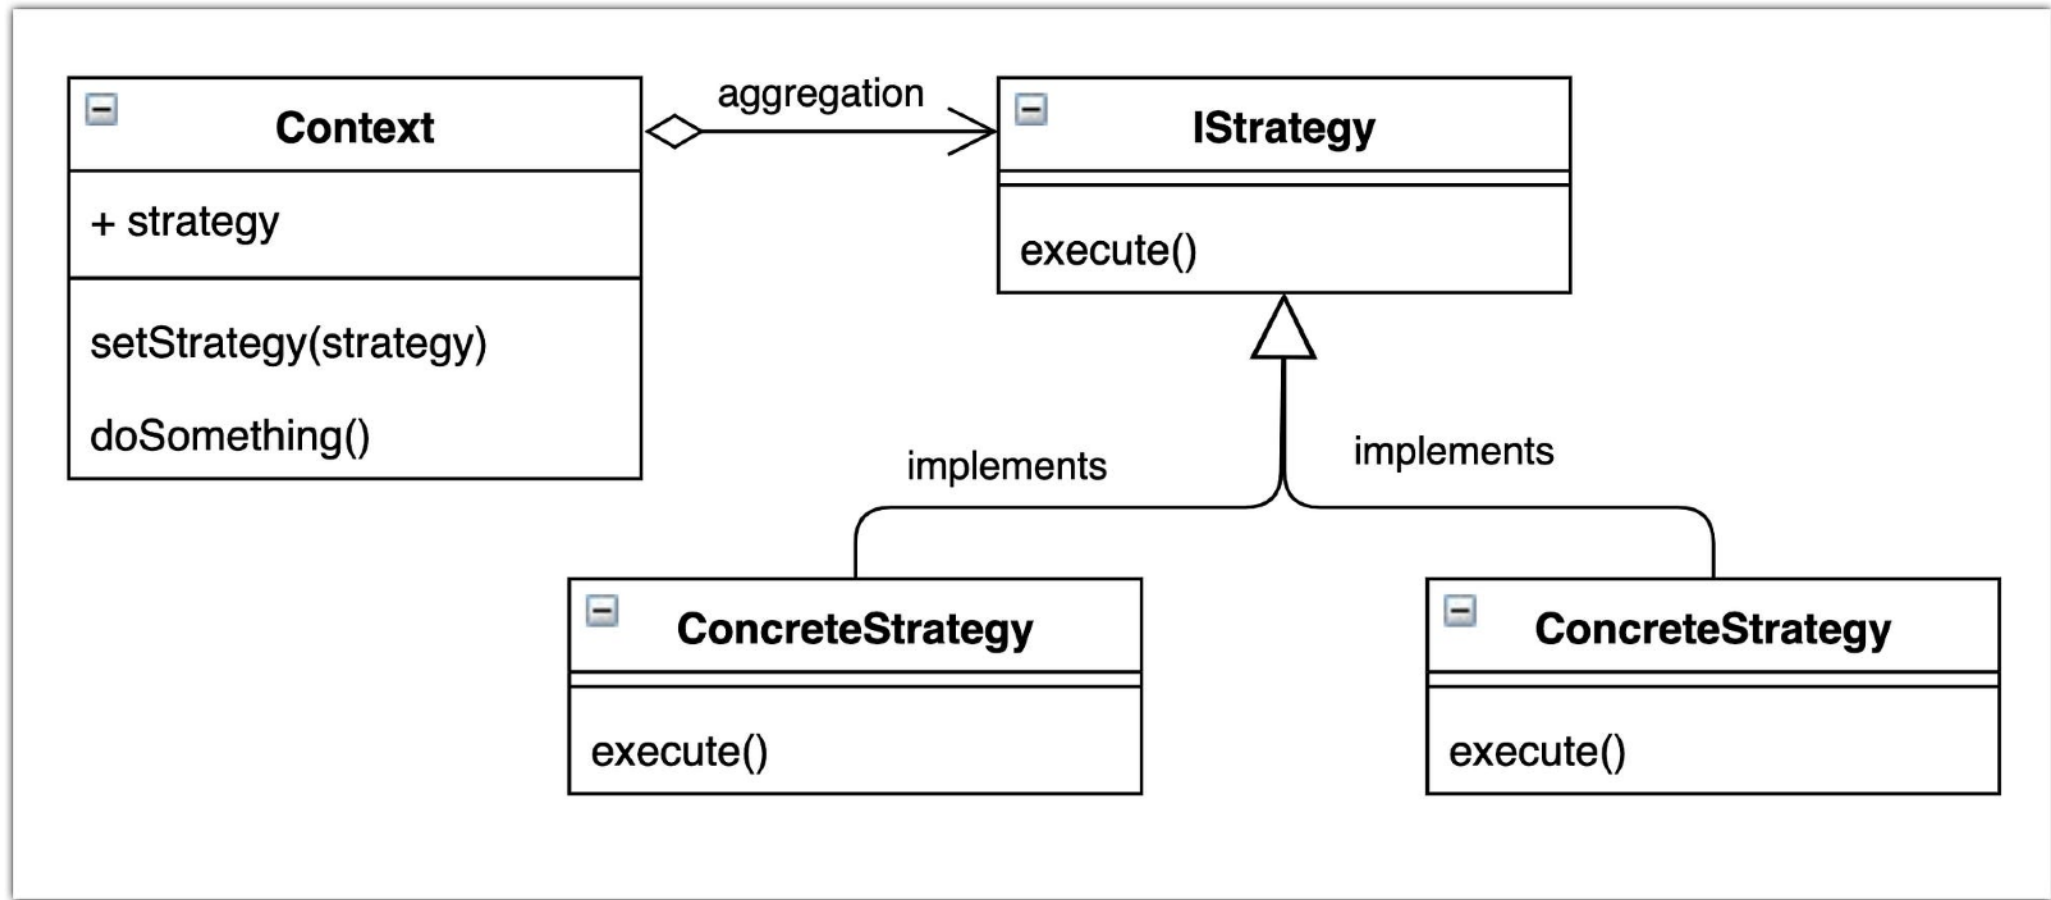 Context
+ strategy
setStrategy(strategy)
doSomething()
aggregation
IStrategy
execute()
implements
implements
ConcreteStrategy
execute()
ConcreteStrategy
execute()